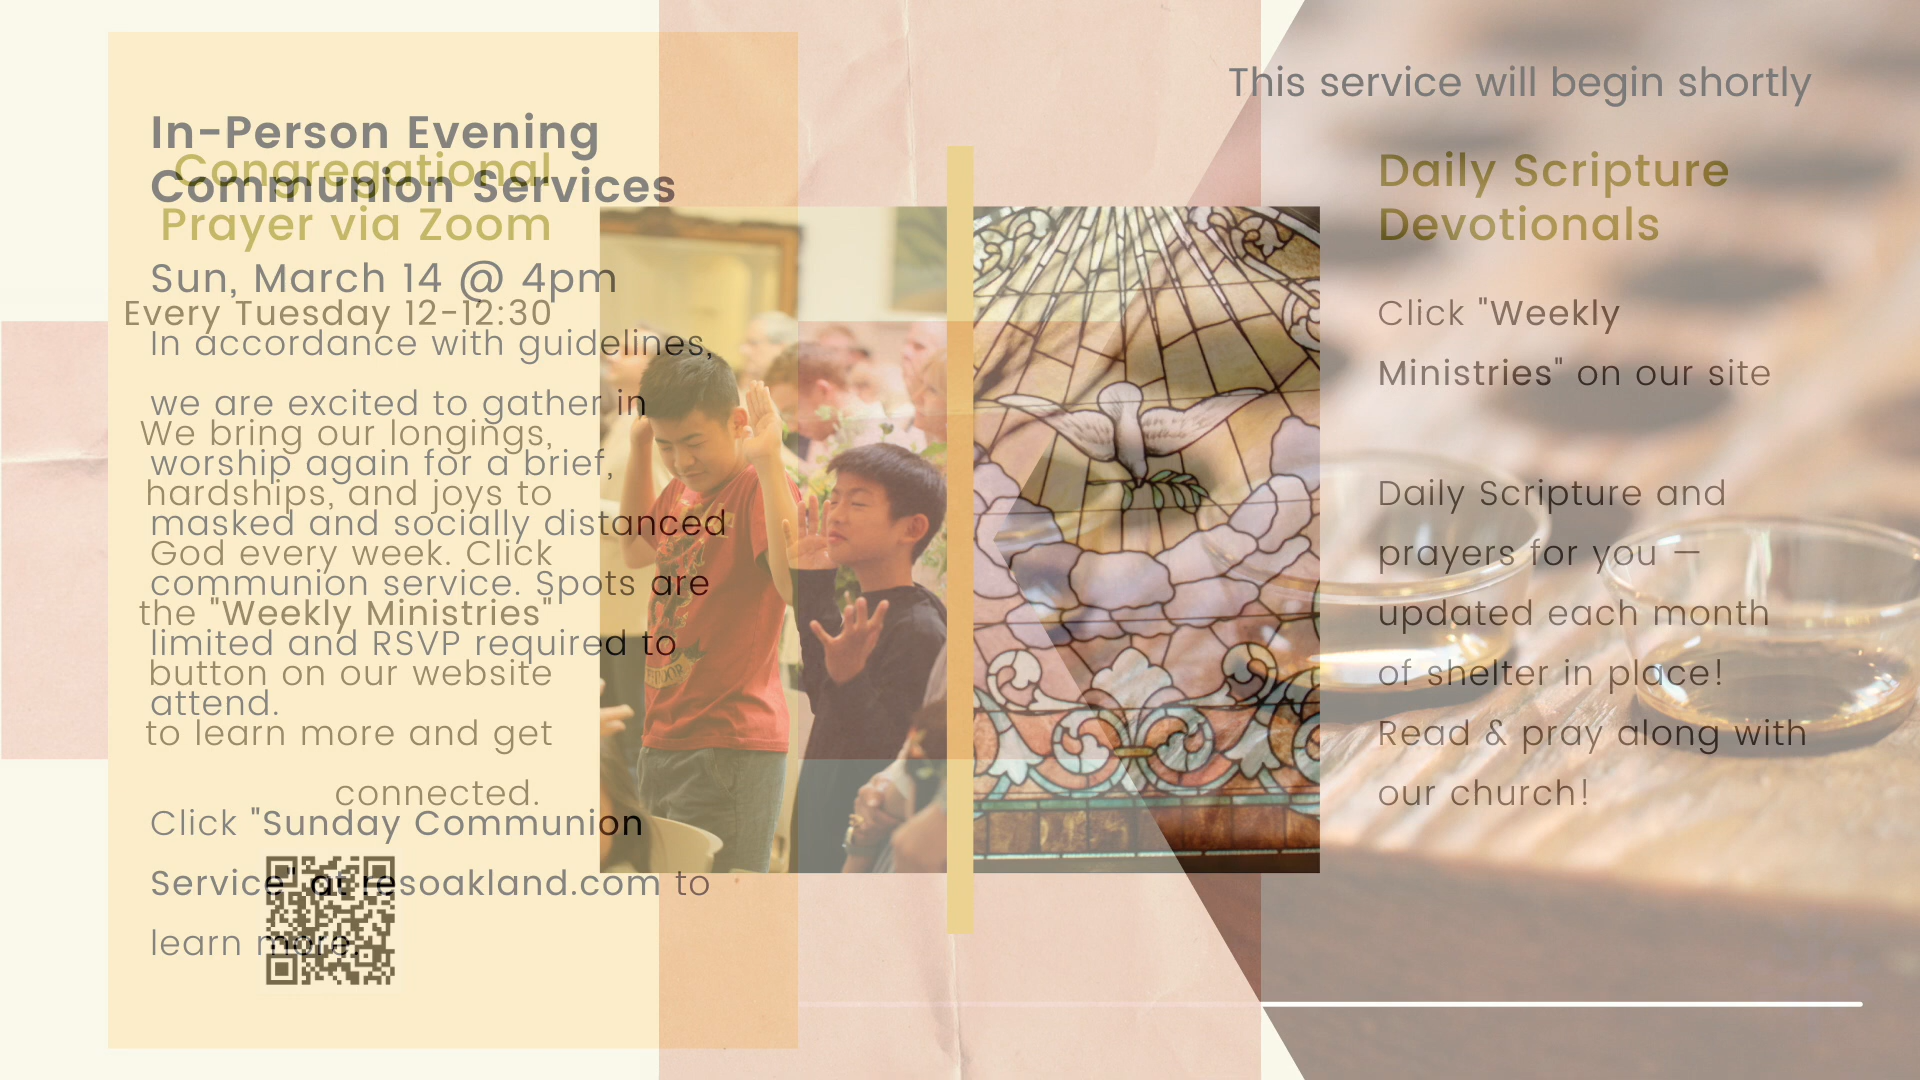 This service will begin shortly
In-Person Evening
Communion Services
Sun, March 14 @ 4pm
In accordance with guidelines,
we are excited to gather in
worship again for a brief,
masked and socially distanced
communion service. Spots are
limited and RSVP required to
attend.
Click "Sunday Communion
Service" at resoakland.com to
learn more.
Congregational
Prayer via Zoom
Every Tuesday 12-12:30
We bring our longings,
hardships, and joys to
God every week. Click
the "Weekly Ministries"
button on our website
to learn more and get
connected.
Daily Scripture
Devotionals
Click "Weekly
Ministries" on our site
Daily Scripture and
prayers for you —
updated each month
of shelter in place!
Read & pray along with
our church!